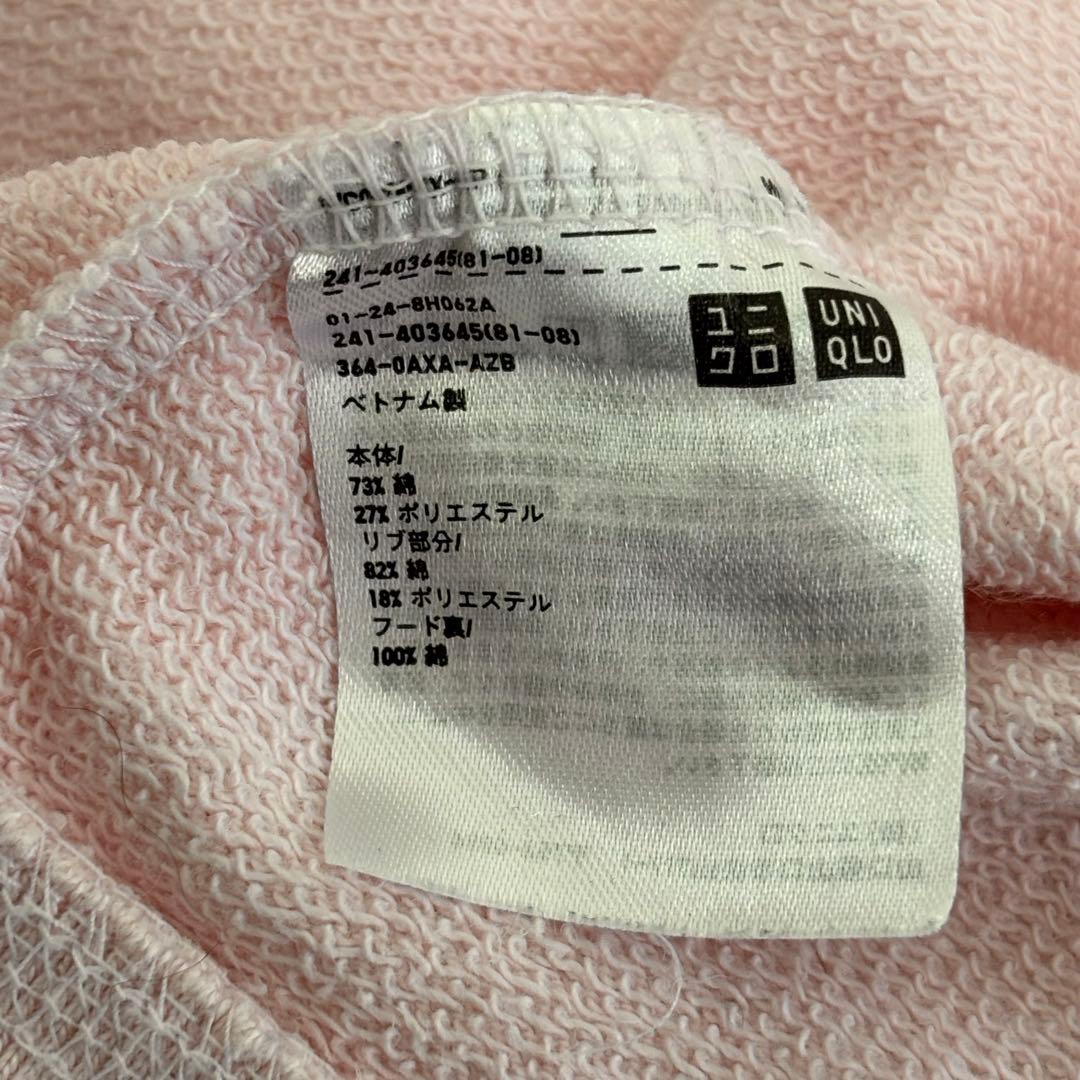 241-403645(81-08)
01-24-8H062A
241-403645(81-08)
364-0AXA-AZB
ベトナム製
ユニ
クロ
UNI
QLO
本体/
73% 綿
27% ポリエステル
リブ部分/
82% 綿
18% ポリエステル
フード裏/
100% 綿